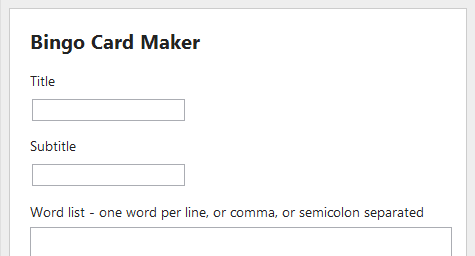 Bingo Card Maker
Title
Subtitle
Word list - one word per line, or comma, or semicolon separated